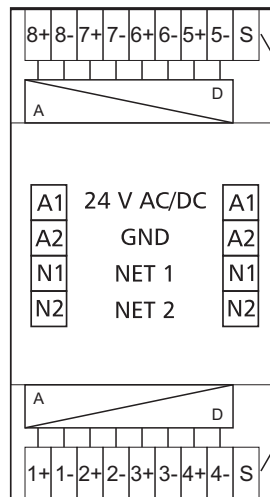 8+ 8- 7+ 7- 6+ 6- 5+ 5- S
D
A
A1 24 V AC/DC A1
A2 GND A2
N1 NET 1 N1
N2 NET 2 N2
A
D
1+ 1- 2+ 2- 3+ 3- 4+ 4- S